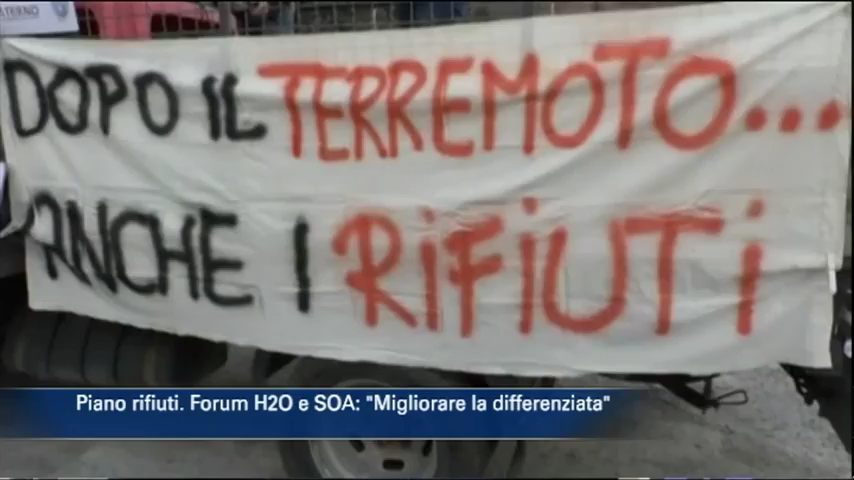 DOPO IL TERREMOTO...
ANCHE I RIFIUTI
Piano rifiuti. Forum H2O e SOA: "Migliorare la differenziata"